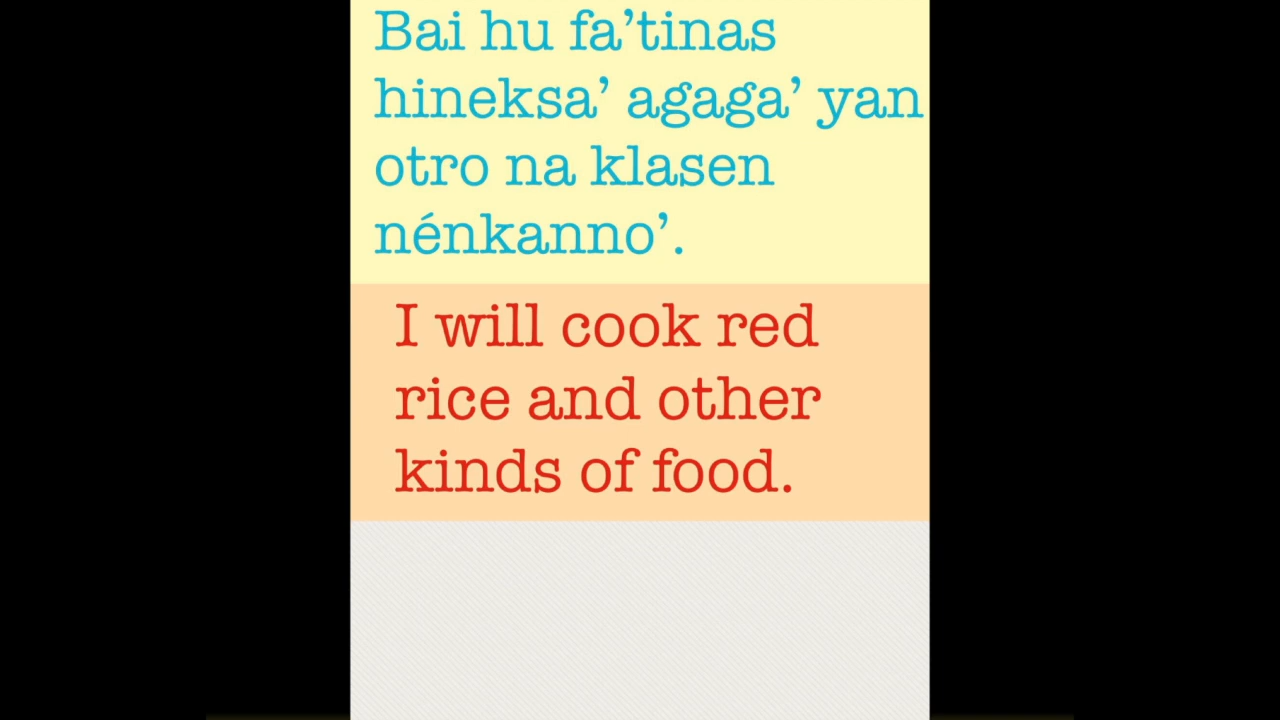 Bai hu fa’tinas
hineksa’ agaga’ yan
otro na klasen
nénkanno’.
I will cook red
rice and other
kinds of food.